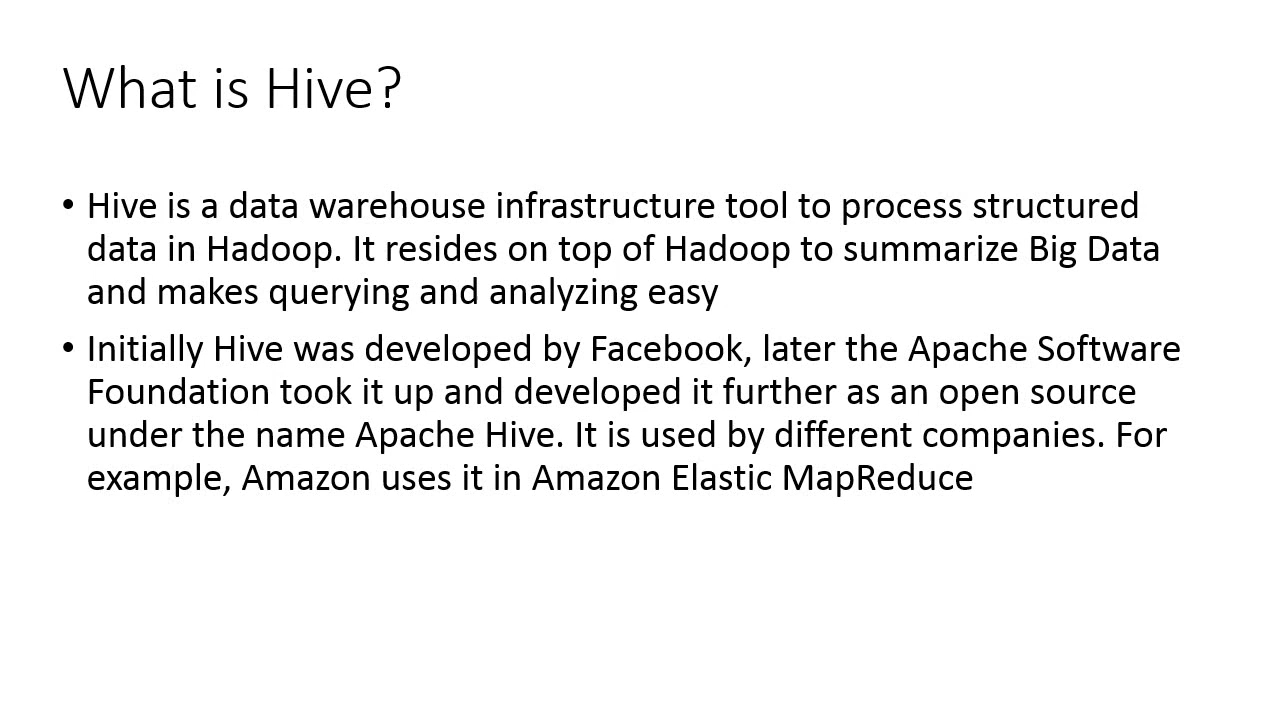 What is Hive?
• Hive is a data warehouse infrastructure tool to process structured
data in Hadoop. It resides on top of Hadoop to summarize Big Data
and makes querying and analyzing easy
• Initially Hive was developed by Facebook, later the Apache Software
Foundation took it up and developed it further as an open source
under the name Apache Hive. It is used by different companies. For
example, Amazon uses it in Amazon Elastic MapReduce